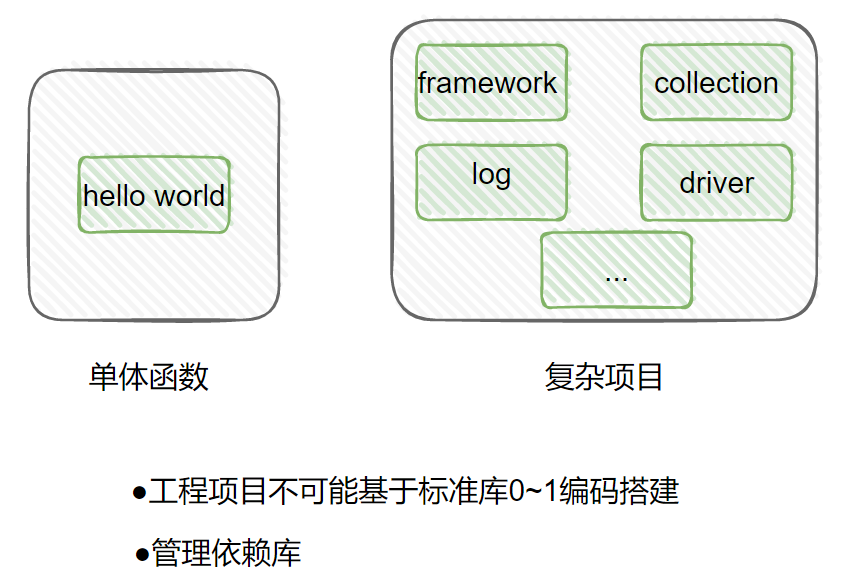 hello world
framework
collection
log
driver
...
单体函数
复杂项目
●工程项目不可能基于标准库0~1编码搭建
●管理依赖库